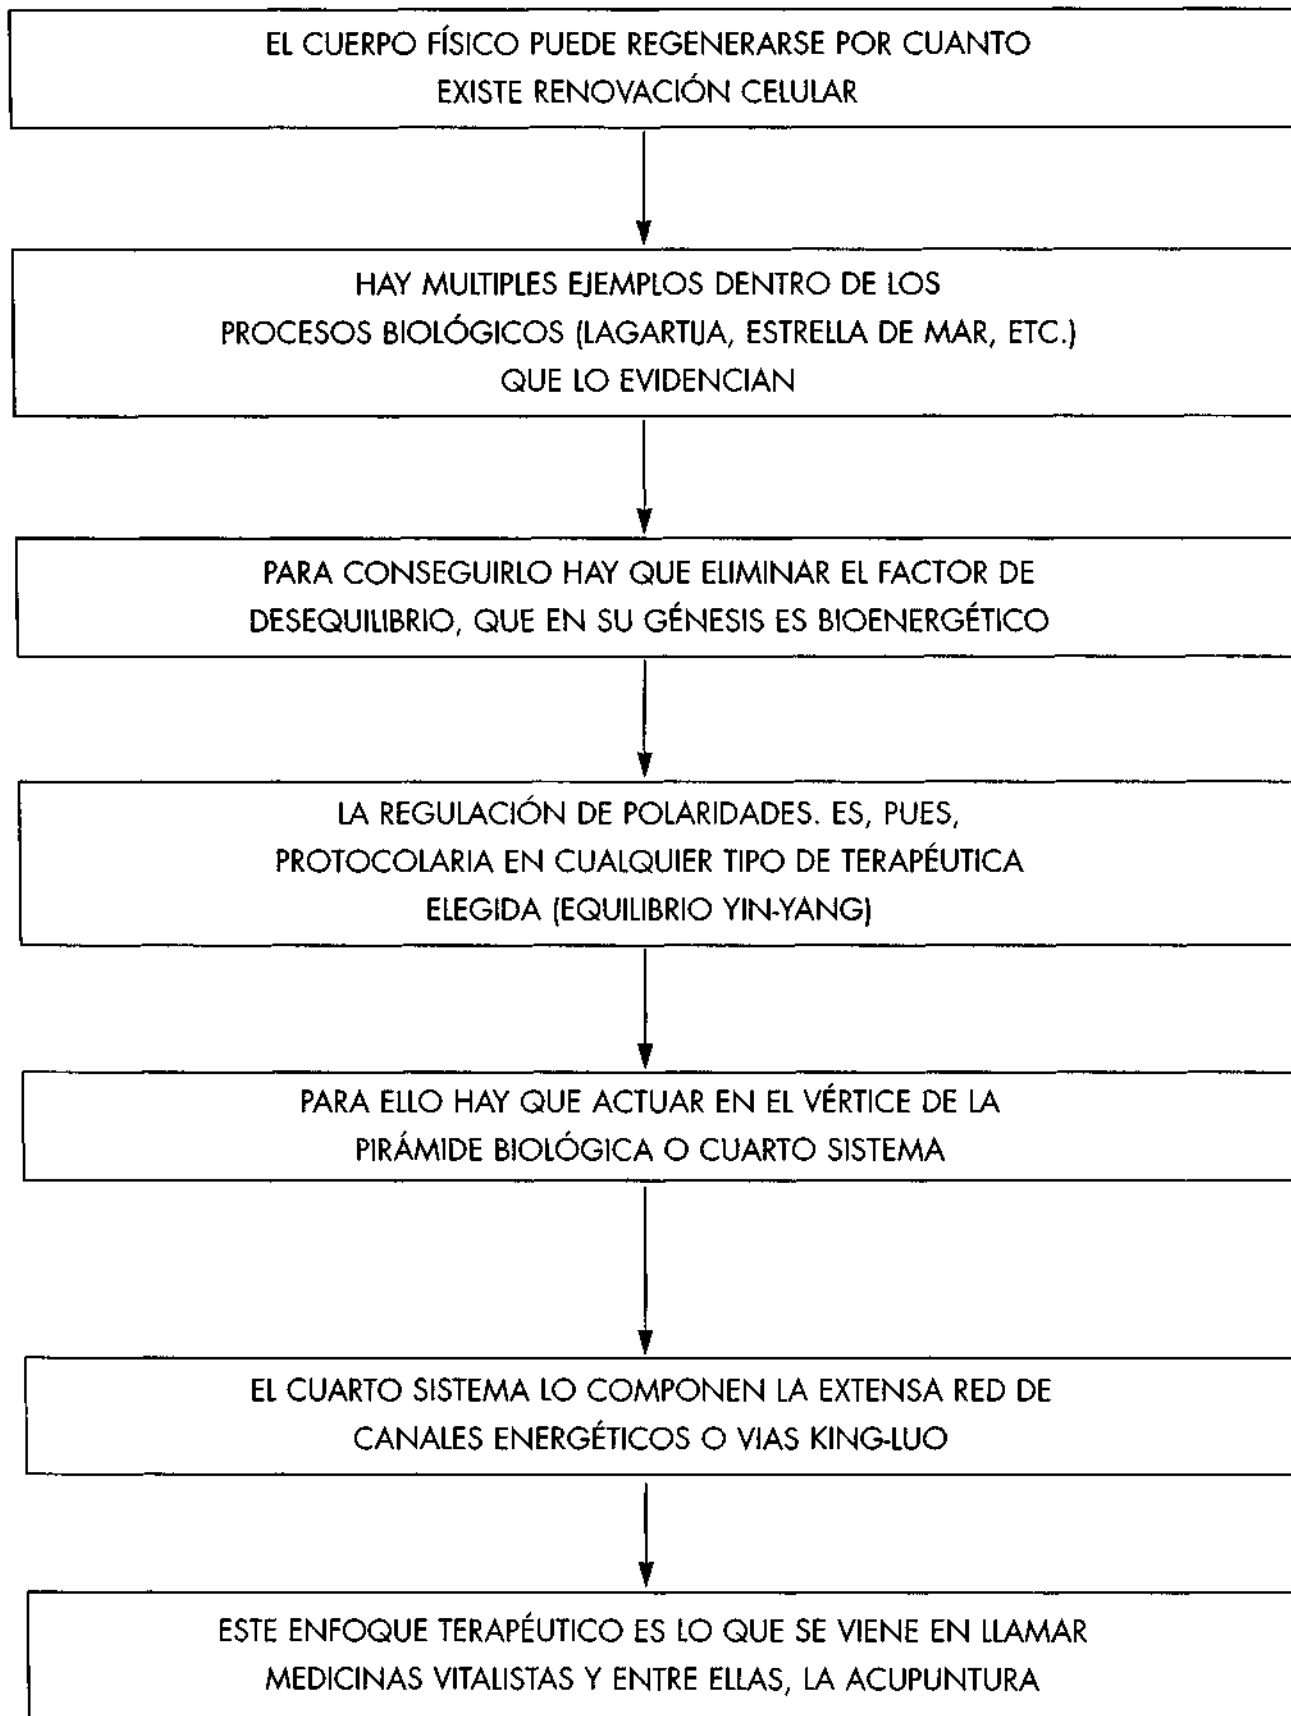 EL CUERPO FÍSICO PUEDE REGENERARSE POR CUANTO
EXISTE RENOVACIÓN CELULAR
HAY MULTIPLES EJEMPLOS DENTRO DE LOS
PROCESOS BIOLÓGICOS (LAGARTIJA, ESTRELLA DE MAR, ETC.)
QUE LO EVIDENCIAN
PARA CONSEGUIRLO HAY QUE ELIMINAR EL FACTOR DE
DESEQUILIBRIO, QUE EN SU GÉNESIS ES BIOENERGÉTICO
LA REGULACIÓN DE POLARIDADES. ES, PUES,
PROTOCOLARIA EN CUALQUIER TIPO DE TERAPÉUTICA
ELEGIDA (EQUILIBRIO YIN-YANG)
PARA ELLO HAY QUE ACTUAR EN EL VÉRTICE DE LA
PIRÁMIDE BIOLÓGICA O CUARTO SISTEMA
EL CUARTO SISTEMA LO COMPONEN LA EXTENSA RED DE
CANALES ENERGÉTICOS O VIAS KING-LUO
ESTE ENFOQUE TERAPÉUTICO ES LO QUE SE VIENE EN LLAMAR
MEDICINAS VITALISTAS Y ENTRE ELLAS, LA ACUPUNTURA